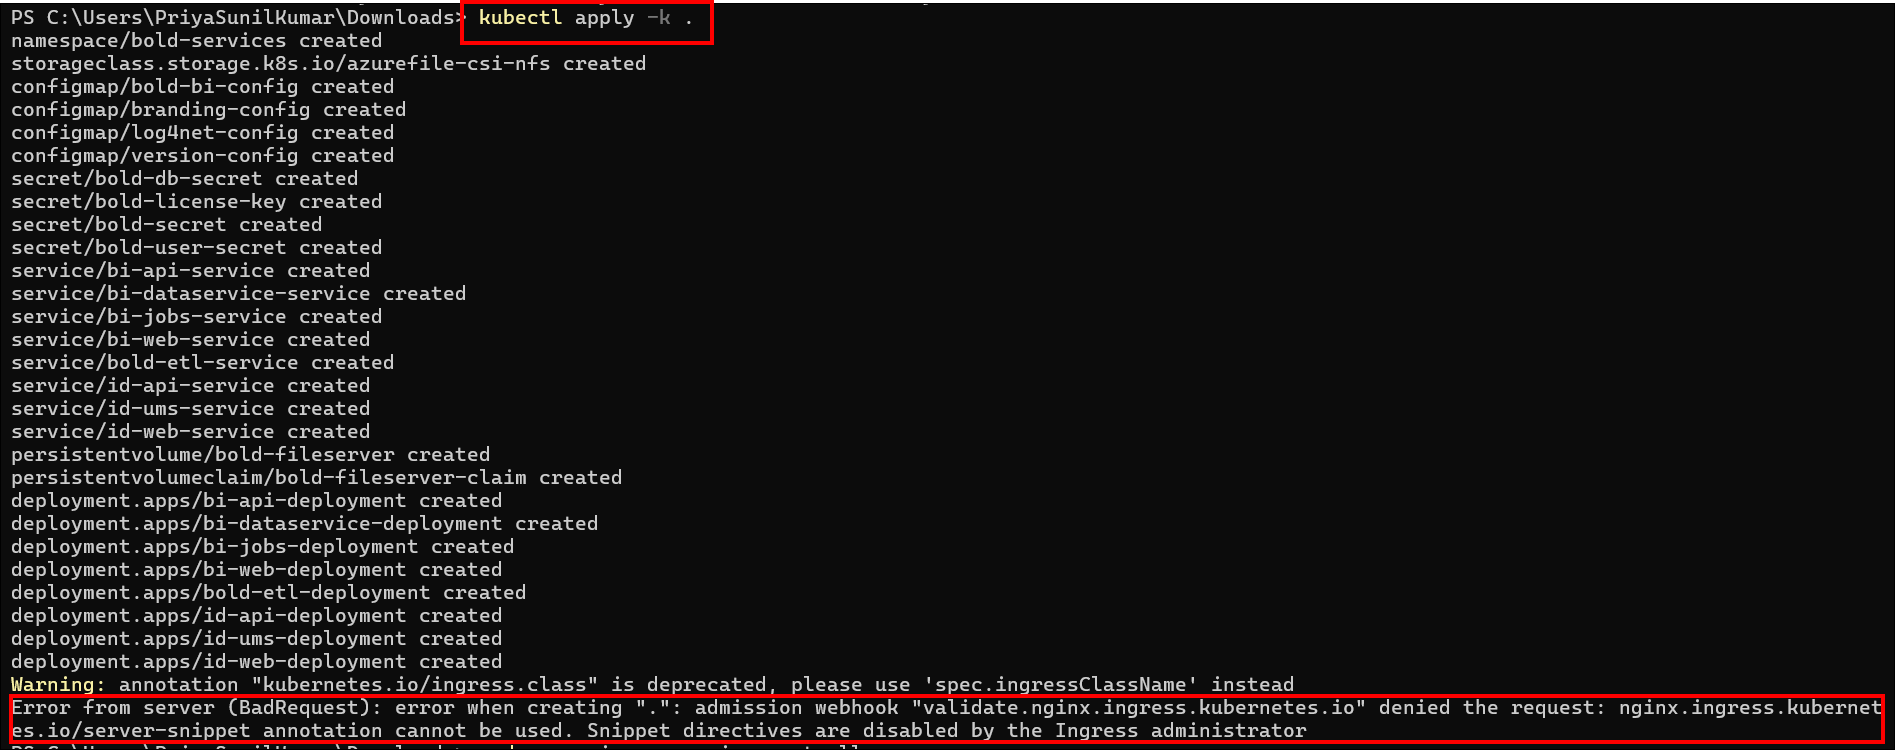 PS C:\Users\PriyaSunilKumar\Downloads> kubectl apply -k .
namespace/bold-services created
storageclass.storage.k8s.io/azurefile-csi-nfs created
configmap/bold-bi-config created
configmap/branding-config created
configmap/log4net-config created
configmap/version-config created
secret/bold-db-secret created
secret/bold-license-key created
secret/bold-secret created
secret/bold-user-secret created
service/bi-api-service created
service/bi-dataservice-service created
service/bi-jobs-service created
service/bi-web-service created
service/bold-etl-service created
service/id-api-service created
service/id-ums-service created
service/id-web-service created
persistentvolume/bold-fileserver created
persistentvolumeclaim/bold-fileserver-claim created
deployment.apps/bi-api-deployment created
deployment.apps/bi-dataservice-deployment created
deployment.apps/bi-jobs-deployment created
deployment.apps/bi-web-deployment created
deployment.apps/bold-etl-deployment created
deployment.apps/id-api-deployment created
deployment.apps/id-ums-deployment created
deployment.apps/id-web-deployment created
Warning: annotation "kubernetes.io/ingress.class" is deprecated, please use 'spec.ingressClassName' instead
Error from server (BadRequest): error when creating ".": admission webhook "validate.nginx.ingress.kubernetes.io" denied the request: nginx.ingress.kubernet
es.io/server-snippet annotation cannot be used. Snippet directives are disabled by the Ingress administrator